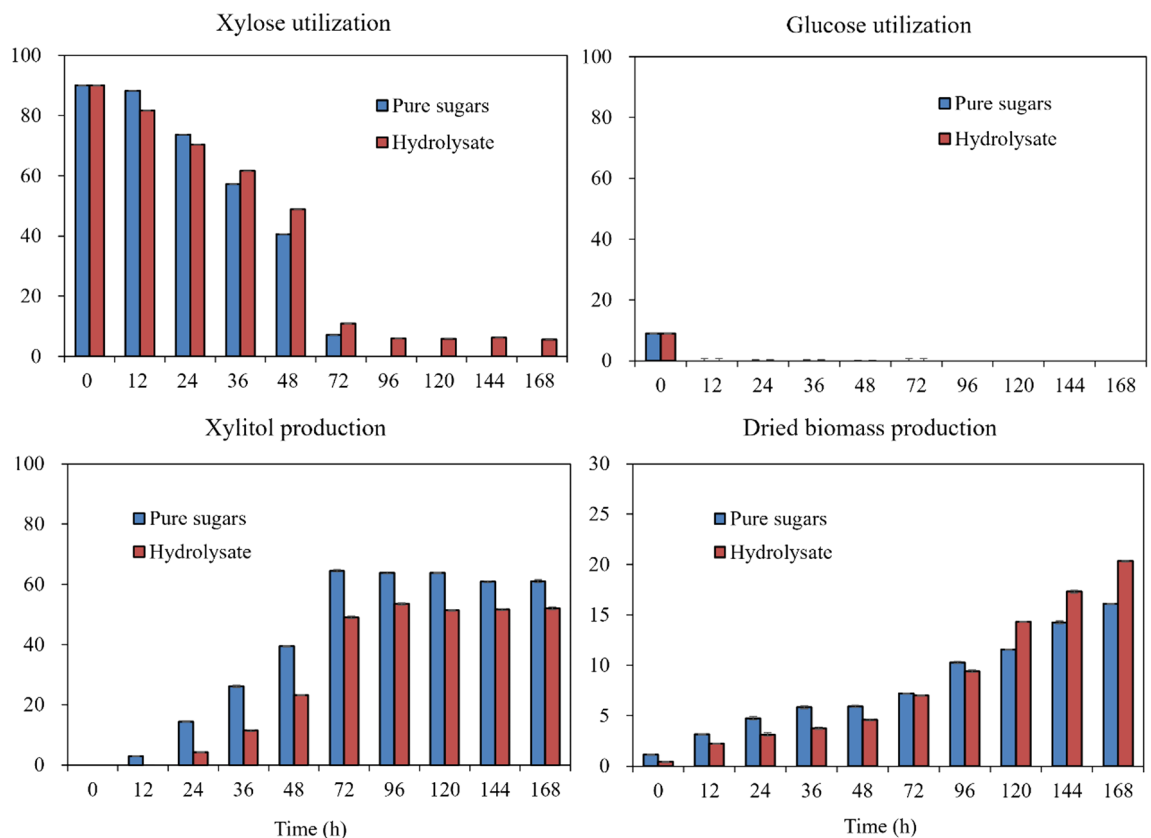 Xylose utilization
100
80
60
40
20
0
Pure sugars
Hydrolysate
0 12 24 36 48 72 96 120 144 168
Glucose utilization
100
80
60
40
20
0
Pure sugars
Hydrolysate
0 12 24 36 48 72 96 120 144 168
Xylitol production
100
80
60
40
20
0
Pure sugars
Hydrolysate
0 12 24 36 48 72 96 120 144 168
Time (h)
Dried biomass production
30
25
20
15
10
5
0
Pure sugars
Hydrolysate
0 12 24 36 48 72 96 120 144 168
Time (h)